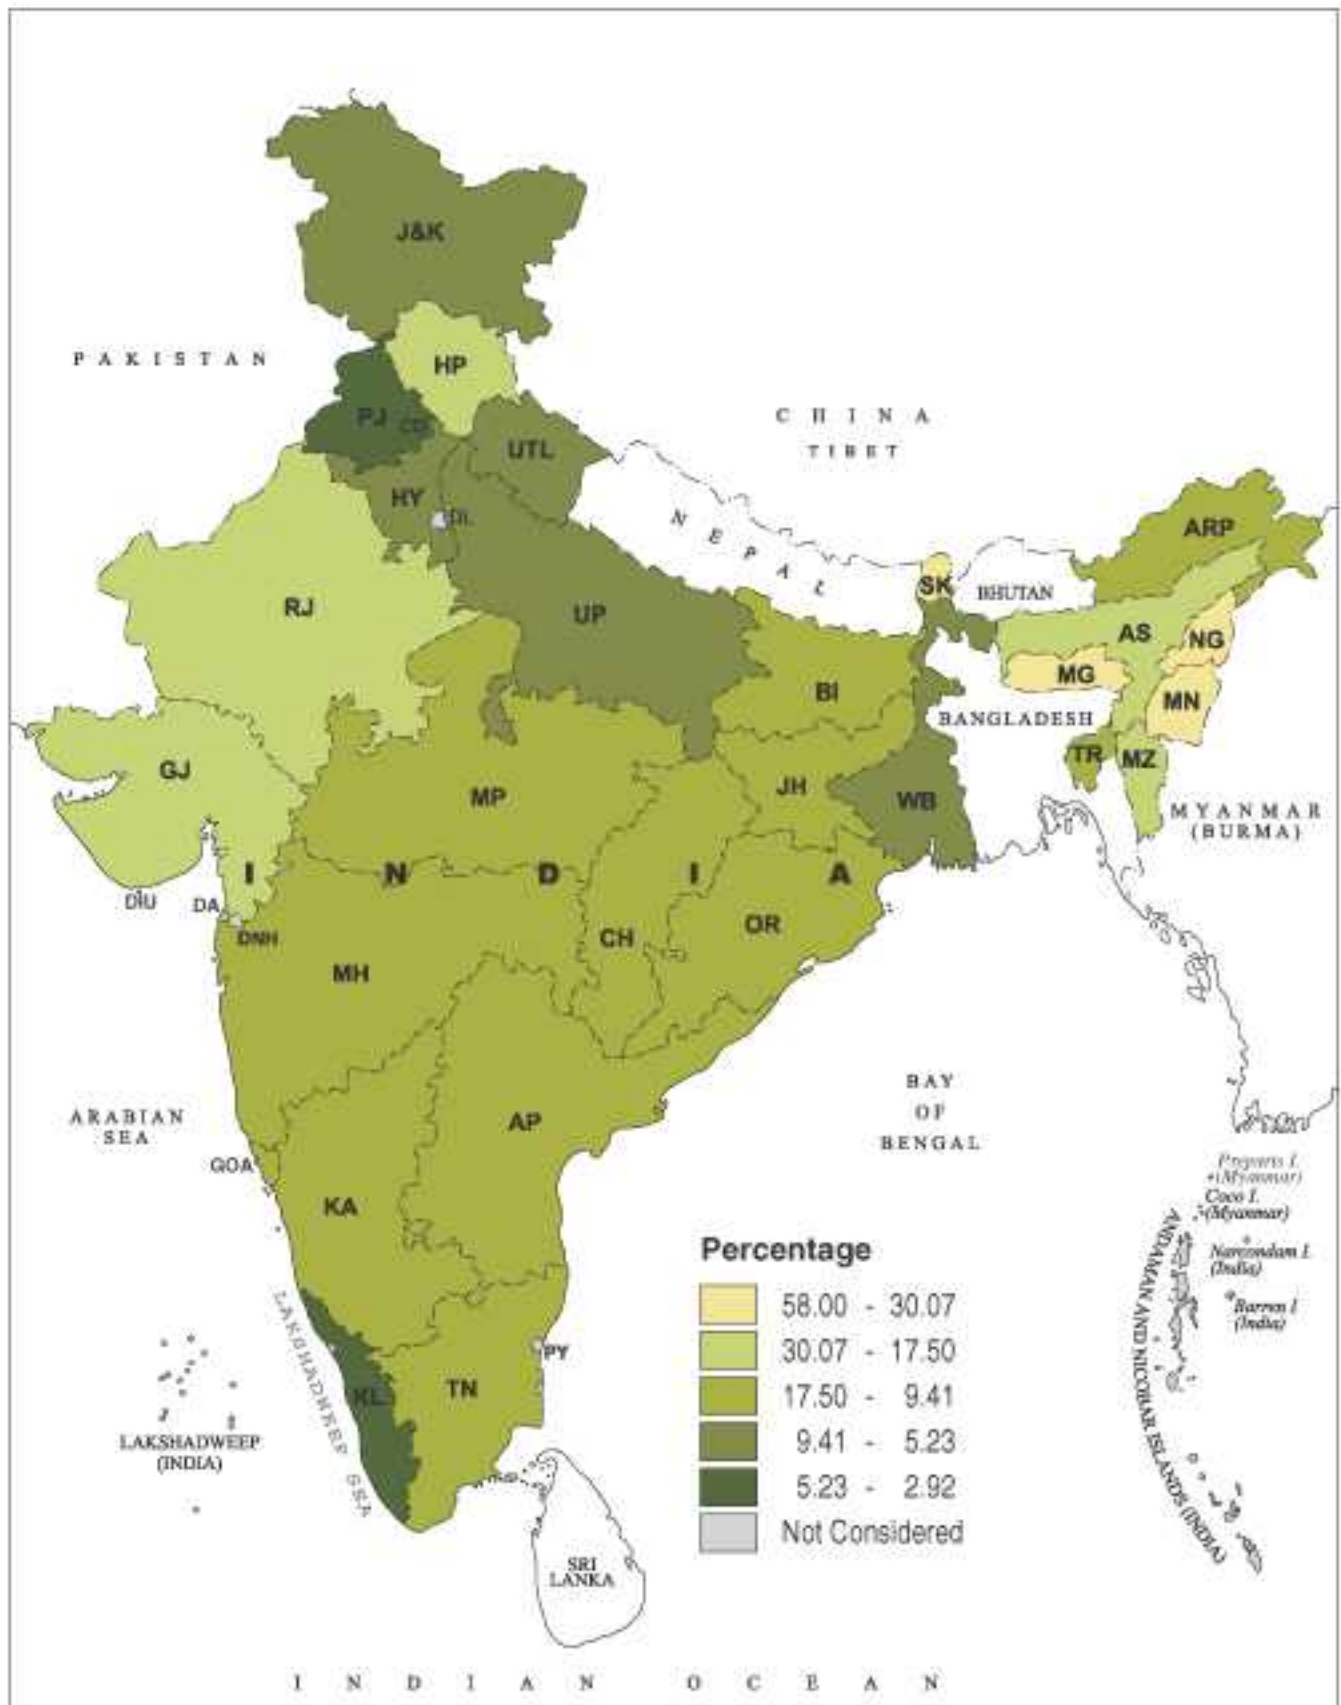 J&K
PAKISTAN
HP
PJ
CD
CHINA
TIBET
UTL
HY
DL
NEPAL
ARP
SK
BHUTAN
RJ
UP
AS
NG
MG
BI
MN
BANGLADESH
GJ
TR
MZ
MP
JH
WB
MYANMAR
(BURMA)
I N D I A
DIU
DA
DNH
CH
OR
MH
ARABIAN
SEA
AP
BAY
OF
BENGAL
GOA
Preparis I.
(Myanmar)
Coco I.
(Myanmar)
KA
Narcondam I.
(India)
Barren I
(India)
ANDAMAN AND NICOBAR ISLANDS (INDIA)
Percentage
58.00 - 30.07
30.07 - 17.50
17.50 - 9.41
9.41 - 5.23
5.23 - 2.92
Not Considered
LAKSHADWEEP
(INDIA)
PY
KL
TN
SRI
LANKA
INDIAN OCEAN